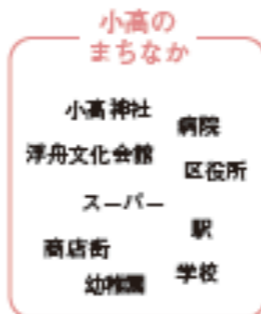 小高の
まちなか
小高神社
病院
浮舟文化会館
区役所
スーパー
駅
商店街
学校
幼稚園